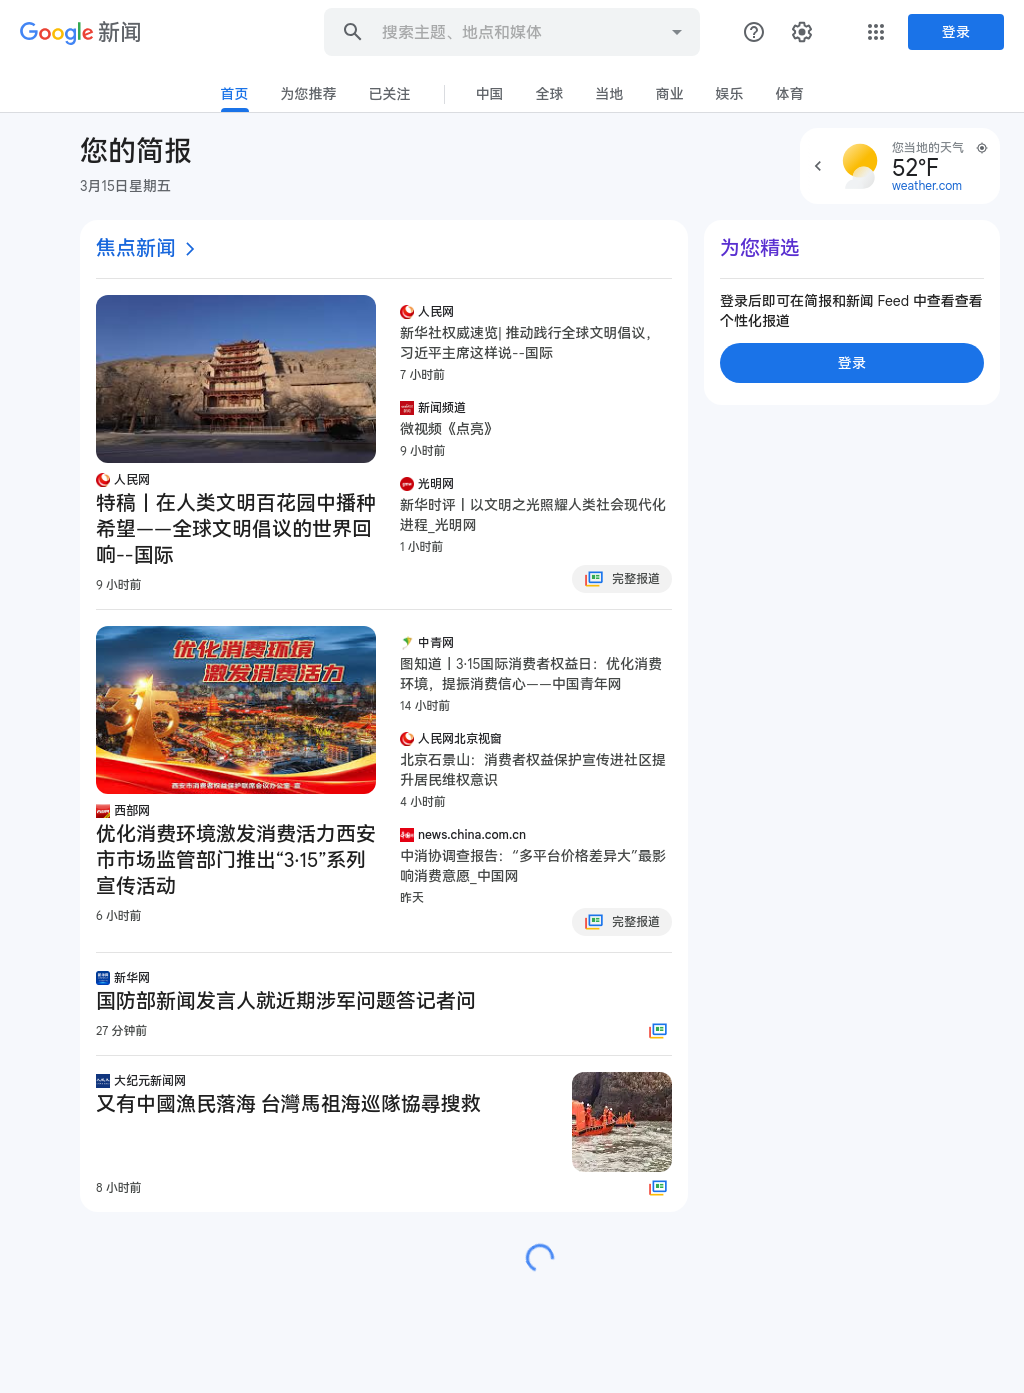 Google 新闻
搜索主题、地点和媒体
登录
首页
为您推荐
已关注
中国
全球
当地
商业
娱乐
体育
您的简报
3月15日星期五
您当地的天气
52°F
weather.com
焦点新闻
人民网
特稿丨在人类文明百花园中播种
希望——全球文明倡议的世界回
响--国际
9 小时前
人民网
新华社权威速览| 推动践行全球文明倡议，
习近平主席这样说--国际
7 小时前
新闻频道
微视频《点亮》
9 小时前
光明网
新华时评丨以文明之光照耀人类社会现代化
进程_光明网
1 小时前
完整报道
优化消费环境
激发消费活力
315
西安市消费者权益保护联席会议办公室 宣
西部网
优化消费环境激发消费活力西安
市市场监管部门推出“3·15”系列
宣传活动
6 小时前
中青网
图知道丨3·15国际消费者权益日：优化消费
环境，提振消费信心——中国青年网
14 小时前
人民网北京视窗
北京石景山：消费者权益保护宣传进社区提
升居民维权意识
4 小时前
news.china.com.cn
中消协调查报告：“多平台价格差异大”最影
响消费意愿_中国网
昨天
完整报道
新华网
国防部新闻发言人就近期涉军问题答记者问
27 分钟前
大纪元新闻网
又有中國漁民落海 台灣馬祖海巡隊協尋搜救
8 小时前
为您精选
登录后即可在简报和新闻 Feed 中查看查看
个性化报道
登录